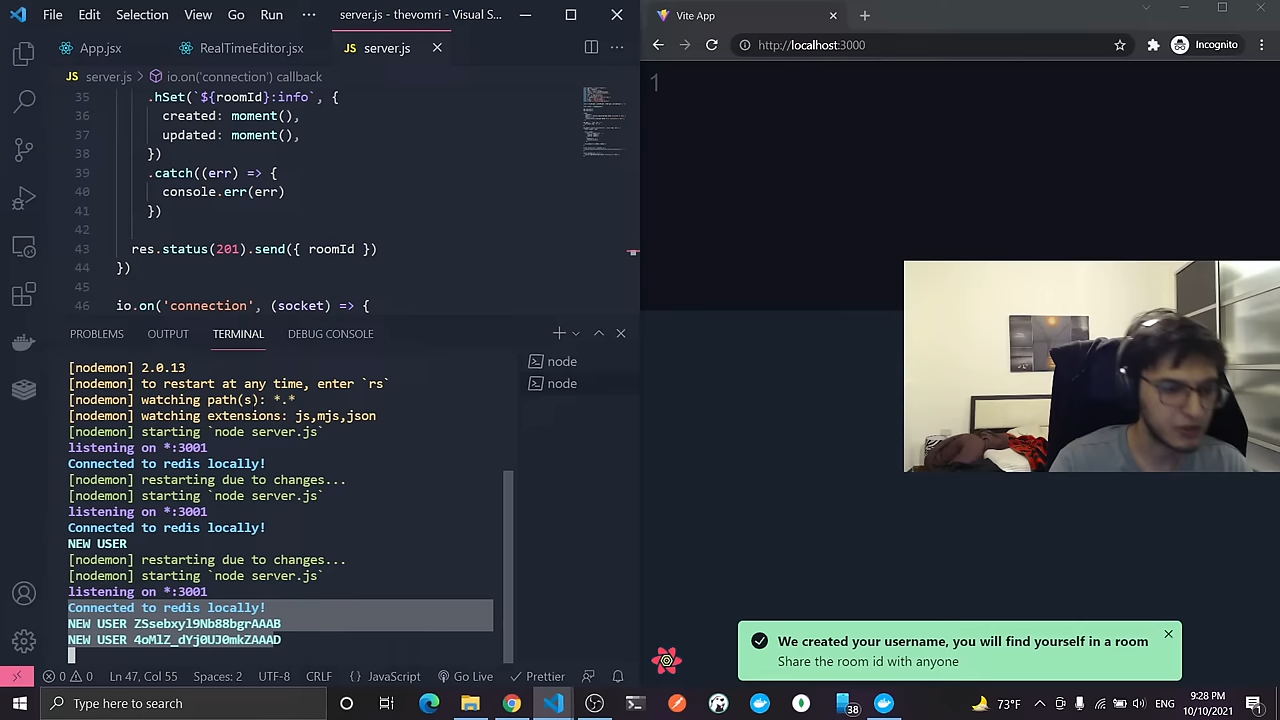 File Edit Selection View Go Run ··· server.js - thevomri - Visual S...
App.jsx RealTimeEditor.jsx JS server.js
JS server.js > io.on('connection') callback
35 .hSet(`${roomId}:info`, {
36 created: moment(),
37 updated: moment(),
38 })
39 .catch((err) => {
40 console.err(err)
41 })
42
43 res.status(201).send({ roomId })
44 })
45
46 io.on('connection', (socket) => {
PROBLEMS OUTPUT TERMINAL DEBUG CONSOLE
[nodemon] 2.0.13
[nodemon] to restart at any time, enter `rs`
[nodemon] watching path(s): *.*
[nodemon] watching extensions: js,mjs,json
[nodemon] starting `node server.js`
listening on *:3001
Connected to redis locally!
[nodemon] restarting due to changes...
[nodemon] starting `node server.js`
listening on *:3001
Connected to redis locally!
NEW USER
[nodemon] restarting due to changes...
[nodemon] starting `node server.js`
listening on *:3001
Connected to redis locally!
NEW USER ZSsebxyl9Nb88bgrAAAB
NEW USER 4oMlZ_dYj0UJ0mkZAAAD
node
node
0 0 Ln 47, Col 55 Spaces: 2 UTF-8 CRLF {} JavaScript Go Live Prettier
Vite App
http://localhost:3000
Incognito
1
We created your username, you will find yourself in a room
Share the room id with anyone
Type here to search
38
73°F
9:28 PM
10/10/2021
1